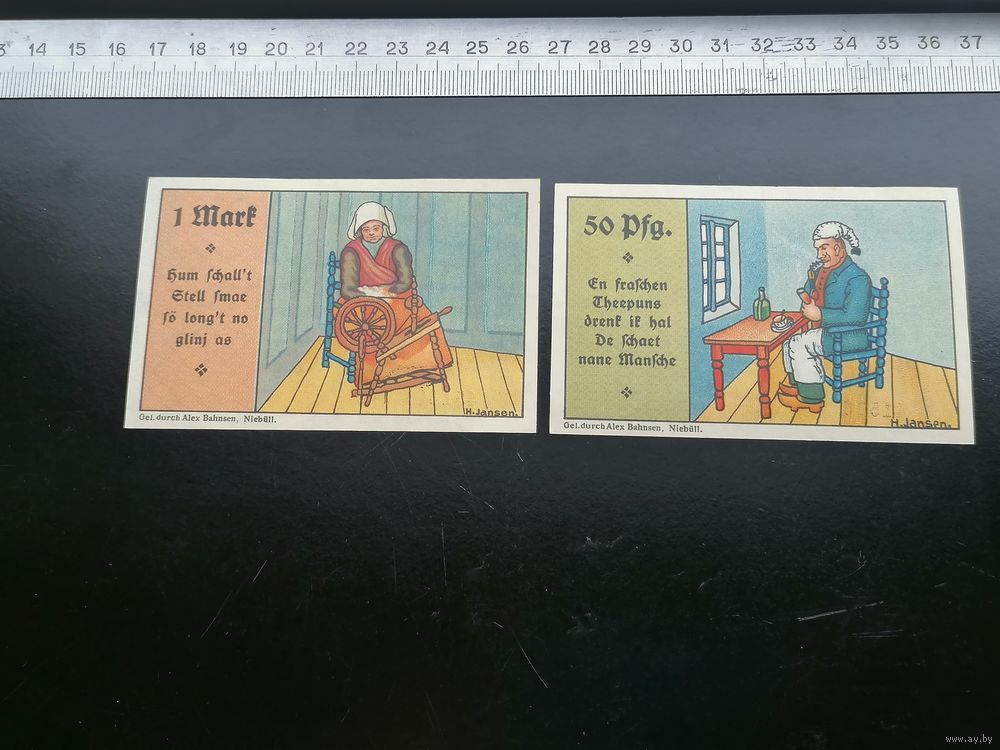 14 15 16 17 18 19 20 21 22 23 24 25 26 27 28 29 30 31 32 33 34 35 36 37
1 Mark
Hum schall't
Stell smae
sö long't no
glinj as
H. Jansen.
Gel. durch Alex Bahnsen, Niebüll.
50 Pfg.
En fraschen
Theepuns
drenk ik hal
De schaet
nane Mansche
H. Jansen.
Gel. durch Alex Bahnsen, Niebüll.
www.ay.by